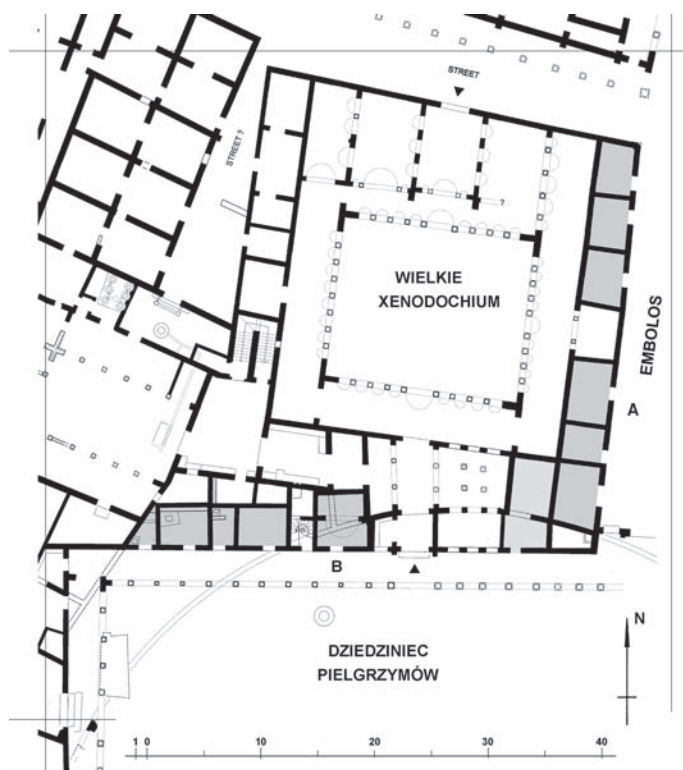 STREET
STREET ?
?
WIELKIE
XENODOCHIUM
EMBOLOS
A
B
N
DZIEDZINIEC
PIELGRZYMÓW
1 0 10 20 30 40